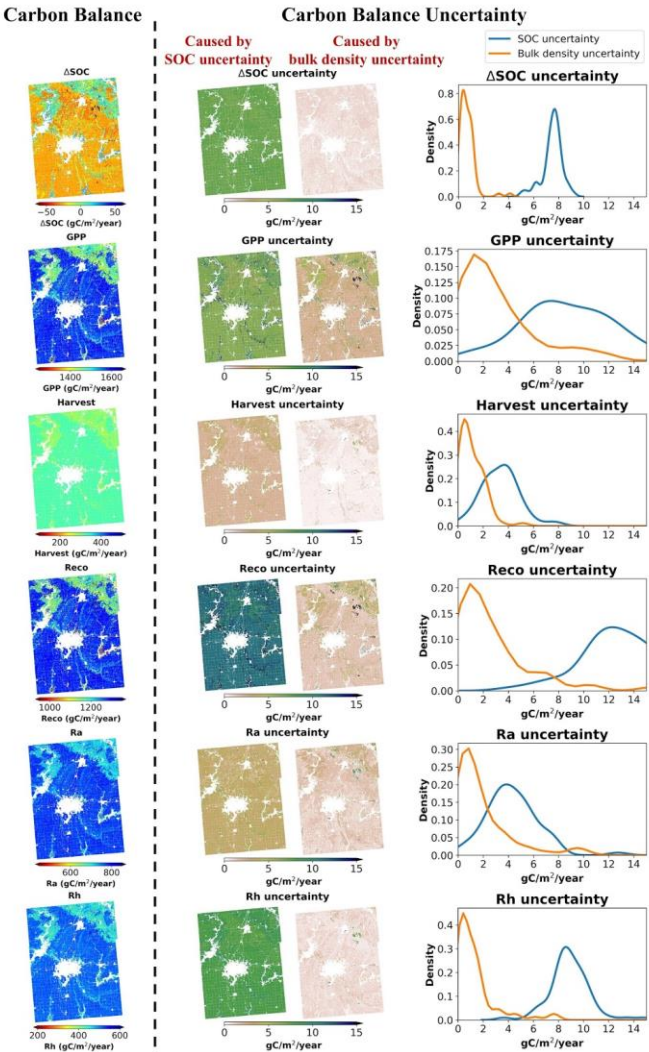 Carbon Balance
Carbon Balance Uncertainty
Caused by
SOC uncertainty
Caused by
bulk density uncertainty
SOC uncertainty
Bulk density uncertainty
ΔSOC
−50 0 50
ΔSOC (gC/m²/year)
ΔSOC uncertainty
0 5 10 15
gC/m²/year
ΔSOC uncertainty
Density
0.8
0.6
0.4
0.2
0.0
0 2 4 6 8 10 12 14
gC/m²/year
GPP
1400 1600
GPP (gC/m²/year)
GPP uncertainty
0 5 10 15
gC/m²/year
GPP uncertainty
Density
0.175
0.150
0.125
0.100
0.075
0.050
0.025
0.000
0 2 4 6 8 10 12 14
gC/m²/year
Harvest
200 400
Harvest (gC/m²/year)
Harvest uncertainty
0 5 10 15
gC/m²/year
Harvest uncertainty
Density
0.4
0.3
0.2
0.1
0.0
0 2 4 6 8 10 12 14
gC/m²/year
Reco
1000 1200
Reco (gC/m²/year)
Reco uncertainty
0 5 10 15
gC/m²/year
Reco uncertainty
Density
0.20
0.15
0.10
0.05
0.00
0 2 4 6 8 10 12 14
gC/m²/year
Ra
600 800
Ra (gC/m²/year)
Ra uncertainty
0 5 10 15
gC/m²/year
Ra uncertainty
Density
0.30
0.25
0.20
0.15
0.10
0.05
0.00
0 2 4 6 8 10 12 14
gC/m²/year
Rh
200 400 600
Rh (gC/m²/year)
Rh uncertainty
0 5 10 15
gC/m²/year
Rh uncertainty
Density
0.4
0.3
0.2
0.1
0.0
0 2 4 6 8 10 12 14
gC/m²/year